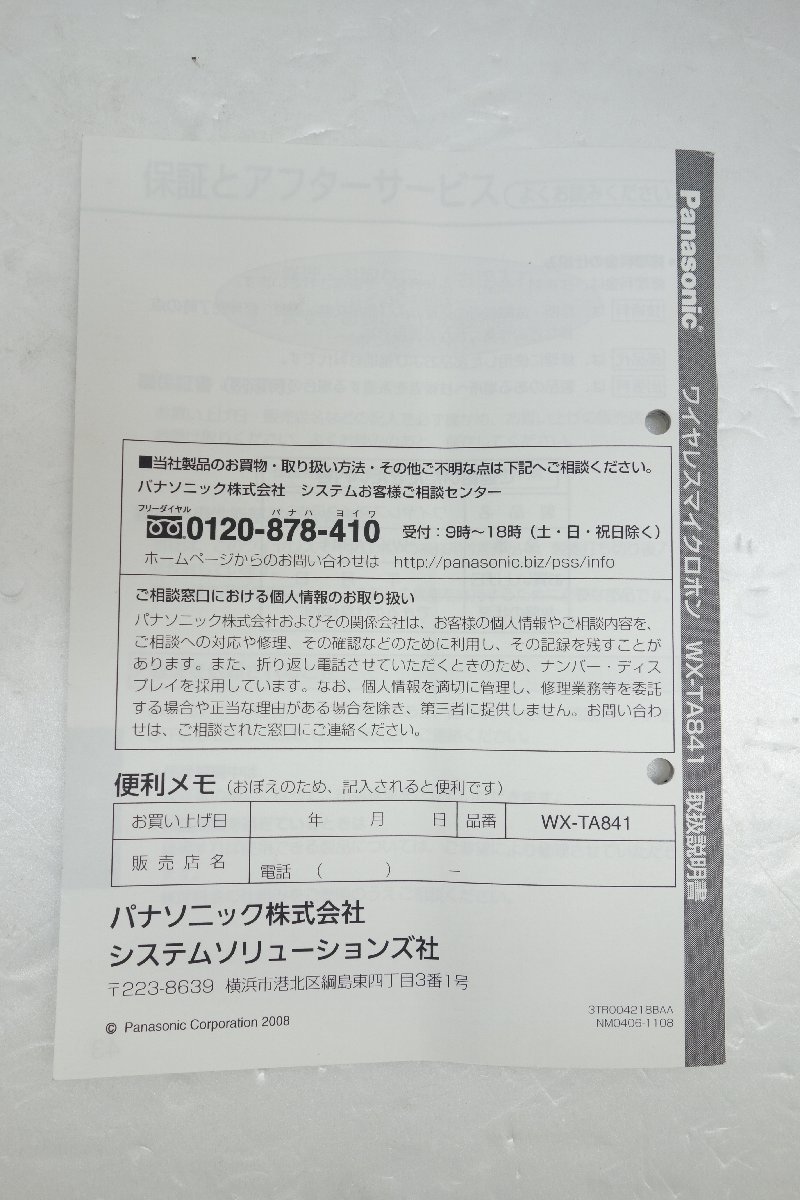 Panasonic ワイヤレスマイクロホン WX-TA841 取扱説明書
保証とアフターサービス
■当社製品のお買物・取り扱い方法・その他ご不明な点は下記へご相談ください。
パナソニック株式会社 システムお客様ご相談センター
フリーダイヤル パナハ ヨイワ
0120-878-410 受付：9時～18時（土・日・祝日除く）
ホームページからのお問い合わせは http://panasonic.biz/pss/info
ご相談窓口における個人情報のお取り扱い
パナソニック株式会社およびその関係会社は、お客様の個人情報やご相談内容を、
ご相談への対応や修理、その確認などのために利用し、その記録を残すことが
あります。また、折り返し電話させていただくときのため、ナンバー・ディス
プレイを採用しています。なお、個人情報を適切に管理し、修理業務等を委託
する場合や正当な理由がある場合を除き、第三者に提供しません。お問い合わ
せは、ご相談された窓口にご連絡ください。
便利メモ（おぼえのため、記入されると便利です）
お買い上げ日 年 月 日 品番 WX-TA841
販売店名 電話 （ ） －
パナソニック株式会社
システムソリューションズ社
〒223-8639 横浜市港北区綱島東四丁目3番1号
© Panasonic Corporation 2008
3TR004218BAA
NM0406-1108